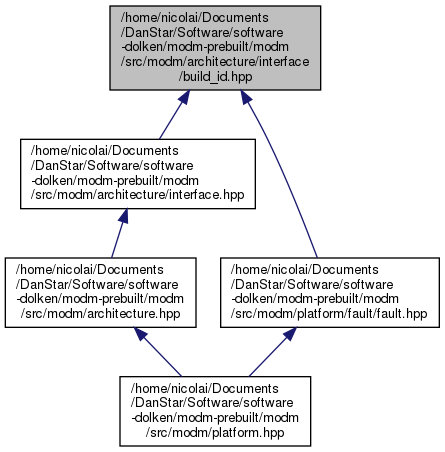 /home/nicolai/Documents
/DanStar/Software/software
-dolken/modm-prebuilt/modm
/src/modm/architecture/interface
/build_id.hpp
/home/nicolai/Documents
/DanStar/Software/software
-dolken/modm-prebuilt/modm
/src/modm/architecture/interface.hpp
/home/nicolai/Documents
/DanStar/Software/software
-dolken/modm-prebuilt/modm
/src/modm/architecture.hpp
/home/nicolai/Documents
/DanStar/Software/software
-dolken/modm-prebuilt/modm
/src/modm/platform/fault/fault.hpp
/home/nicolai/Documents
/DanStar/Software/software
-dolken/modm-prebuilt/modm
/src/modm/platform.hpp